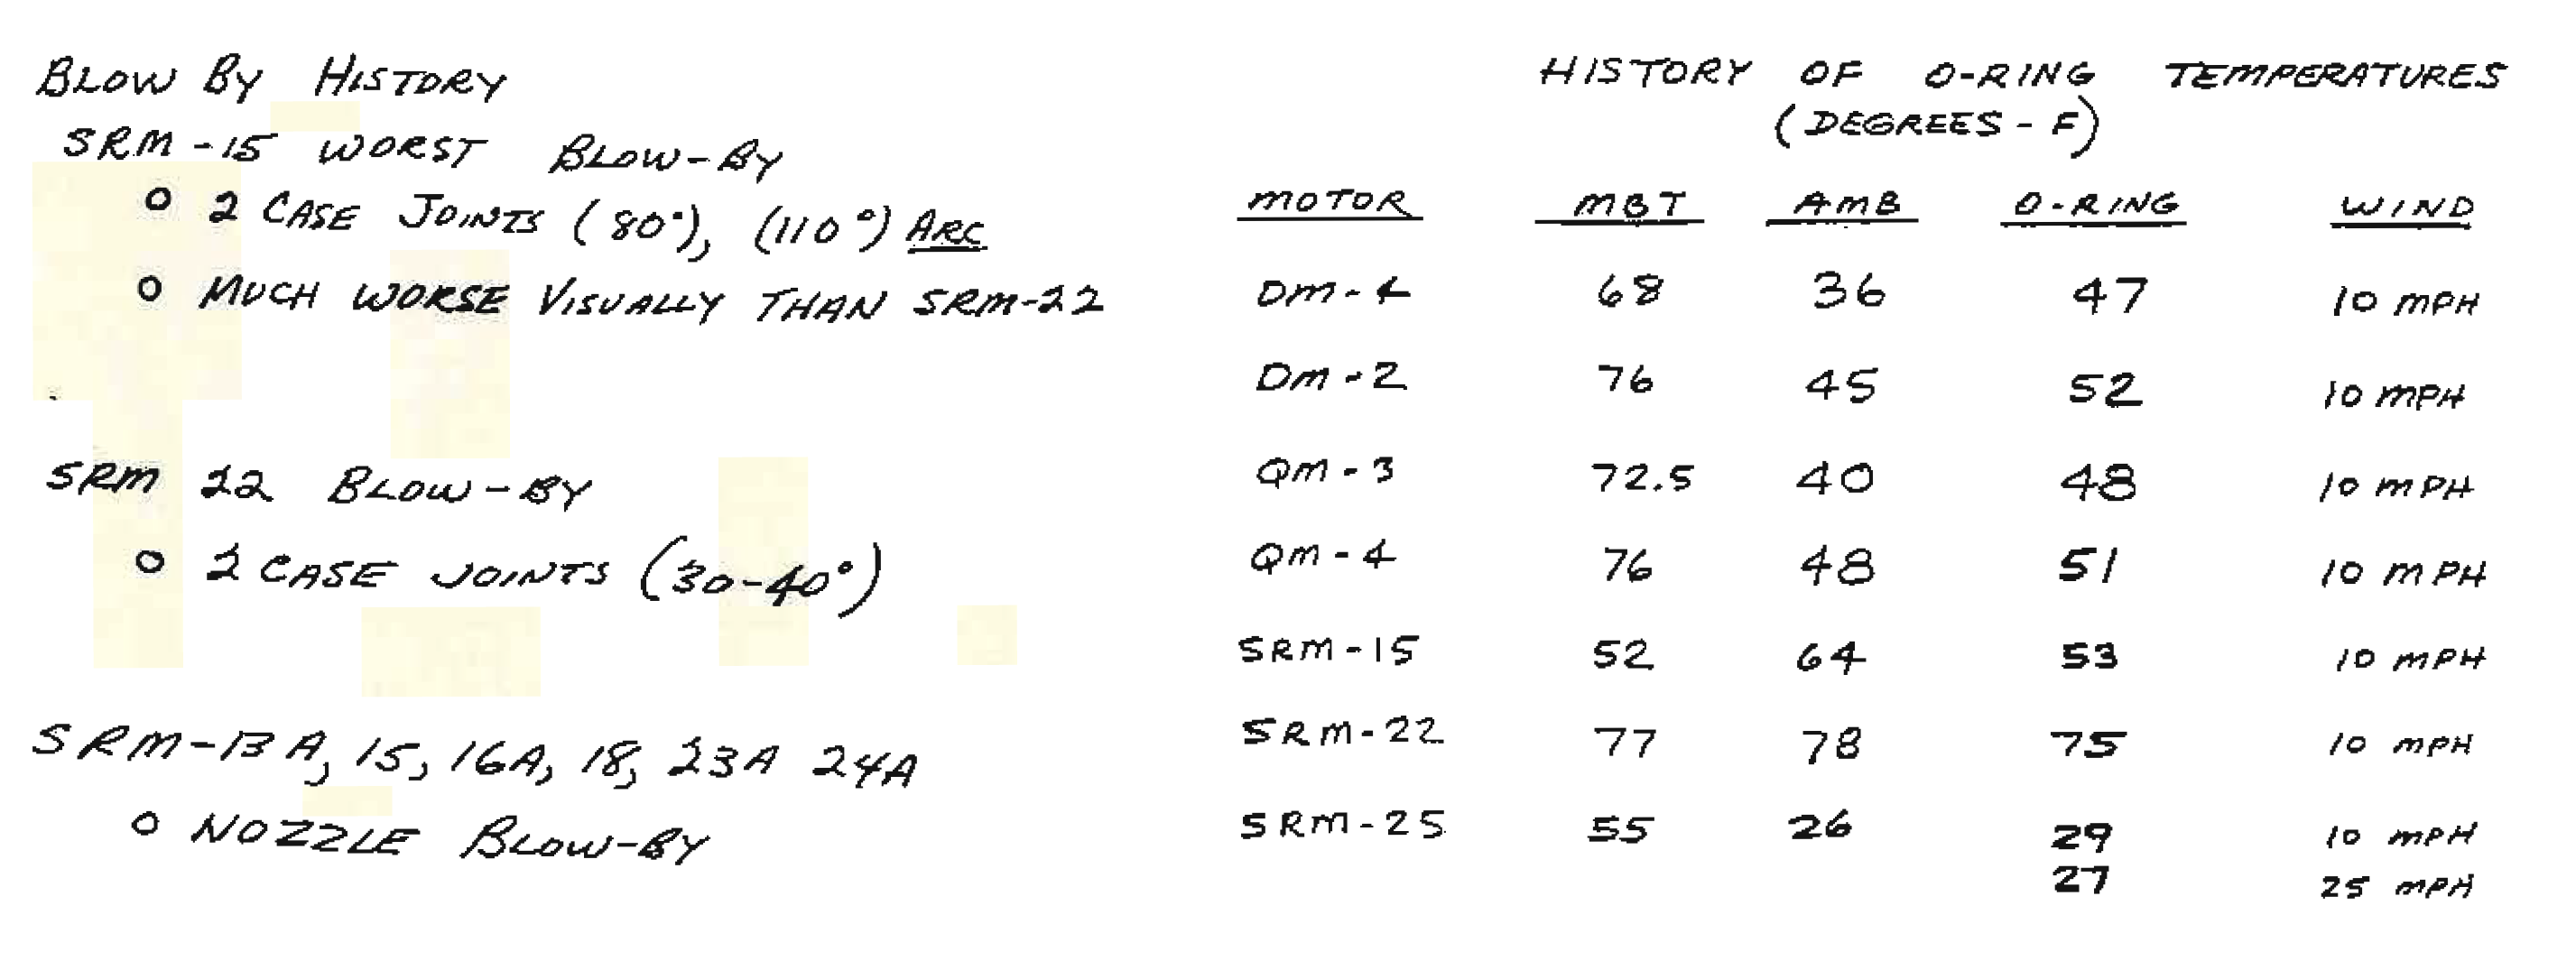 BLOW BY HISTORY
SRM-15 WORST BLOW-BY
o 2 CASE JOINTS (80°), (110°) ARC
o MUCH WORSE VISUALLY THAN SRM-22
SRM 22 BLOW-BY
o 2 CASE JOINTS (30-40°)
SRM-13A, 15, 16A, 18, 23A 24A
o NOZZLE BLOW-BY
HISTORY OF O-RING TEMPERATURES
(DEGREES-F)
MOTOR MBT AMB O-RING WIND
DM-4 68 36 47 10 MPH
DM-2 76 45 52 10 MPH
QM-3 72.5 40 48 10 MPH
QM-4 76 48 51 10 MPH
SRM-15 52 64 53 10 MPH
SRM-22 77 78 75 10 MPH
SRM-25 55 26 29 10 MPH
27 25 MPH